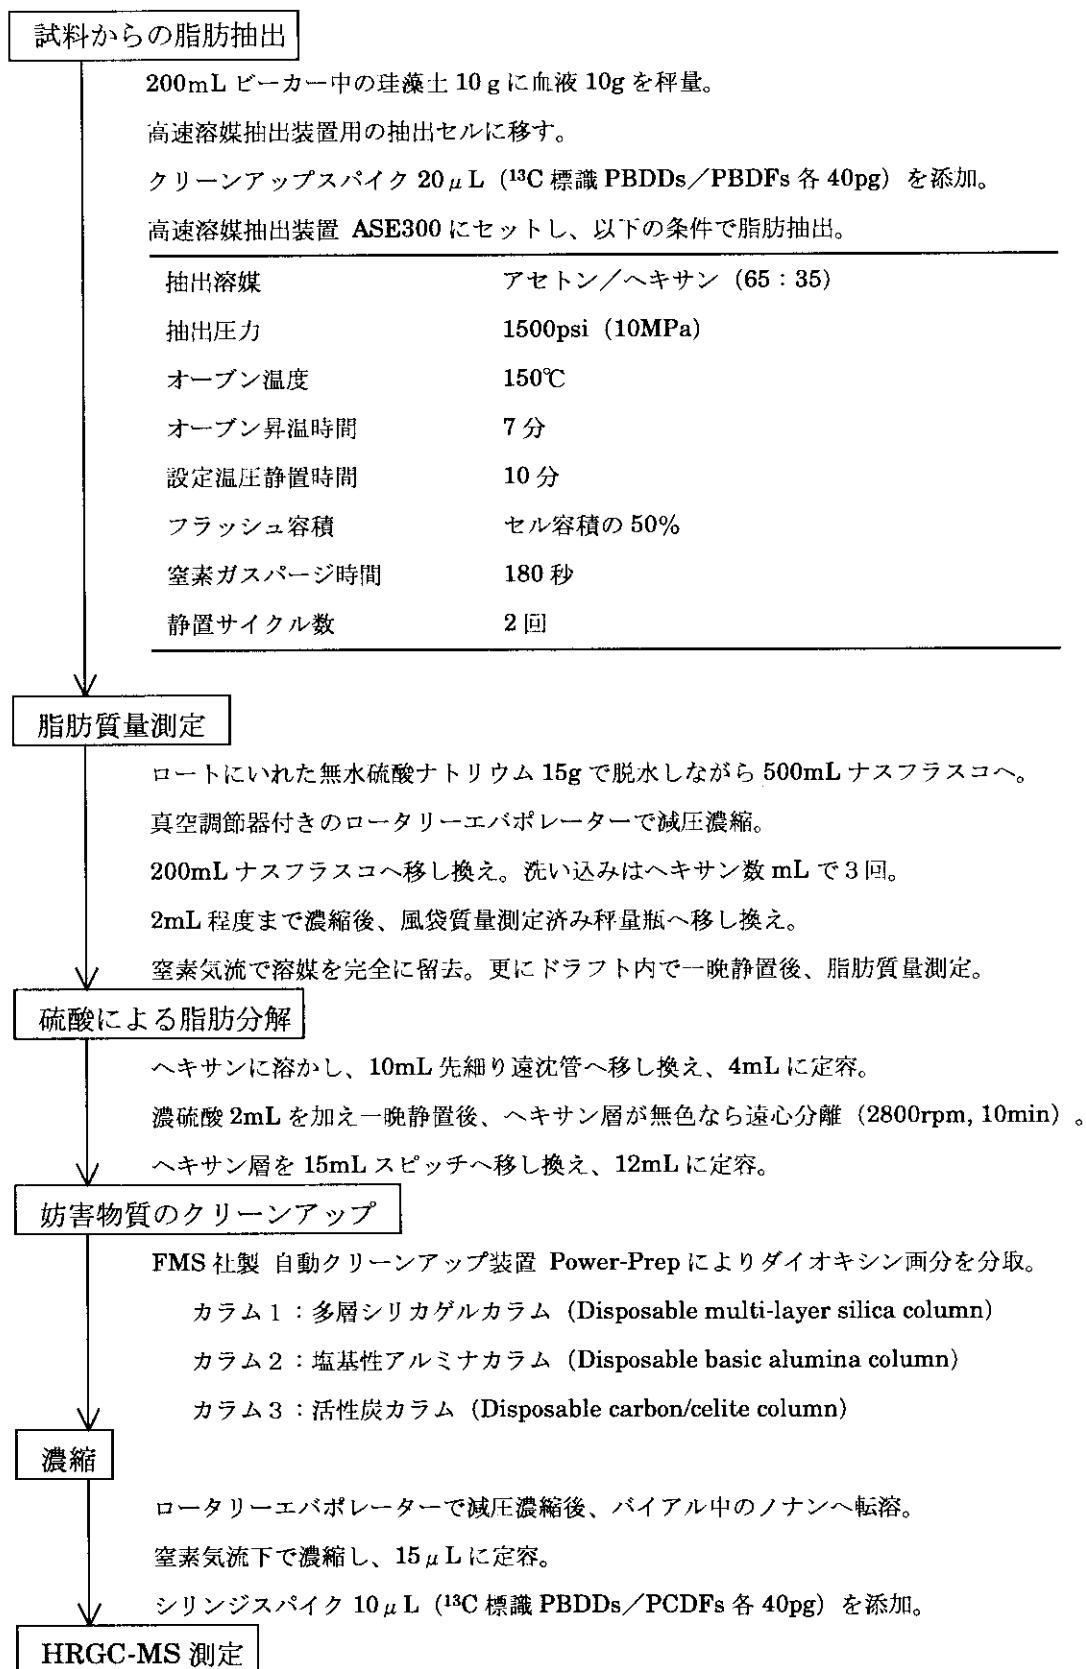 試料からの脂肪抽出
200mL ビーカー中の珪藻土 10 g に血液 10g を秤量。
高速溶媒抽出装置用の抽出セルに移す。
クリーンアップスパイク 20μL（¹³C 標識 PBDDs／PBDFs 各 40pg）を添加。
高速溶媒抽出装置 ASE300 にセットし、以下の条件で脂肪抽出。
抽出溶媒 アセトン／ヘキサン（65：35）
抽出圧力 1500psi（10MPa）
オーブン温度 150℃
オーブン昇温時間 7 分
設定温圧静置時間 10 分
フラッシュ容積 セル容積の 50%
窒素ガスパージ時間 180 秒
静置サイクル数 2 回
脂肪質量測定
ロートにいれた無水硫酸ナトリウム 15g で脱水しながら 500mL ナスフラスコへ。
真空調節器付きのロータリーエバポレーターで減圧濃縮。
200mL ナスフラスコへ移し換え。洗い込みはヘキサン数 mL で 3 回。
2mL 程度まで濃縮後、風袋質量測定済み秤量瓶へ移し換え。
窒素気流で溶媒を完全に留去。更にドラフト内で一晩静置後、脂肪質量測定。
硫酸による脂肪分解
ヘキサンに溶かし、10mL 先細り遠沈管へ移し換え、4mL に定容。
濃硫酸 2mL を加え一晩静置後、ヘキサン層が無色なら遠心分離（2800rpm, 10min）。
ヘキサン層を 15mL スピッチへ移し換え、12mL に定容。
妨害物質のクリーンアップ
FMS 社製 自動クリーンアップ装置 Power-Prep によりダイオキシン画分を分取。
カラム１：多層シリカゲルカラム（Disposable multi-layer silica column）
カラム２：塩基性アルミナカラム（Disposable basic alumina column）
カラム３：活性炭カラム（Disposable carbon/celite column）
濃縮
ロータリーエバポレーターで減圧濃縮後、バイアル中のノナンへ転溶。
窒素気流下で濃縮し、15μL に定容。
シリンジスパイク 10μL（¹³C 標識 PBDDs／PCDFs 各 40pg）を添加。
HRGC-MS 測定